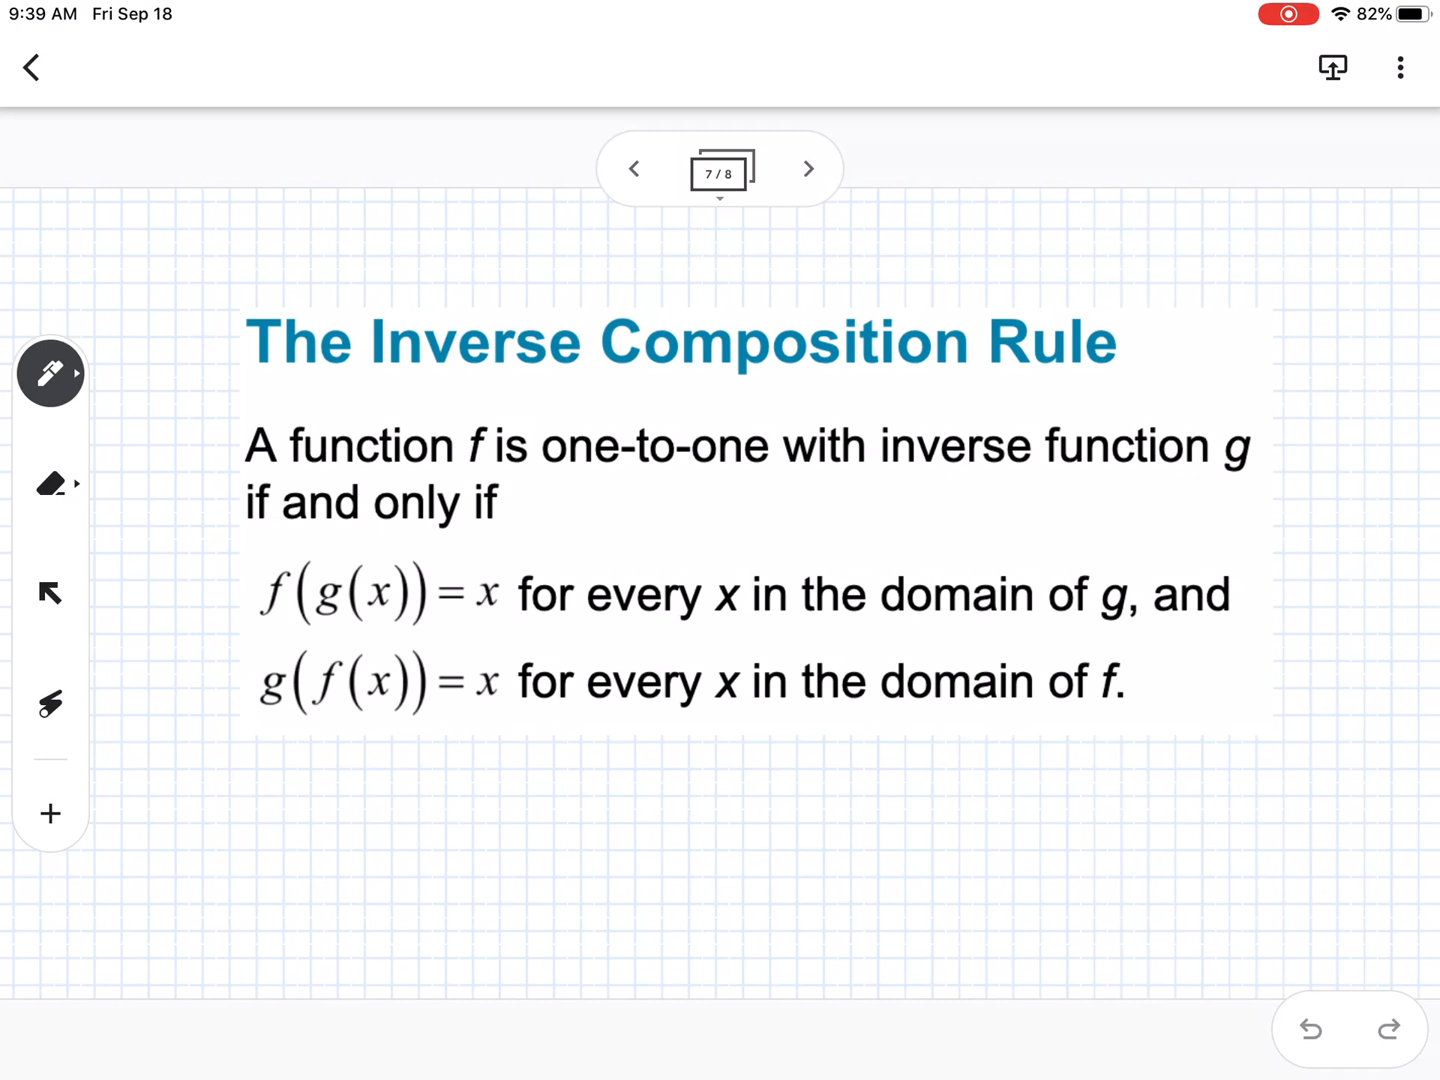 9:39 AM Fri Sep 18
82%
7 / 8
The Inverse Composition Rule
A function f is one-to-one with inverse function g
if and only if
f(g(x)) = x for every x in the domain of g, and
g(f(x)) = x for every x in the domain of f.